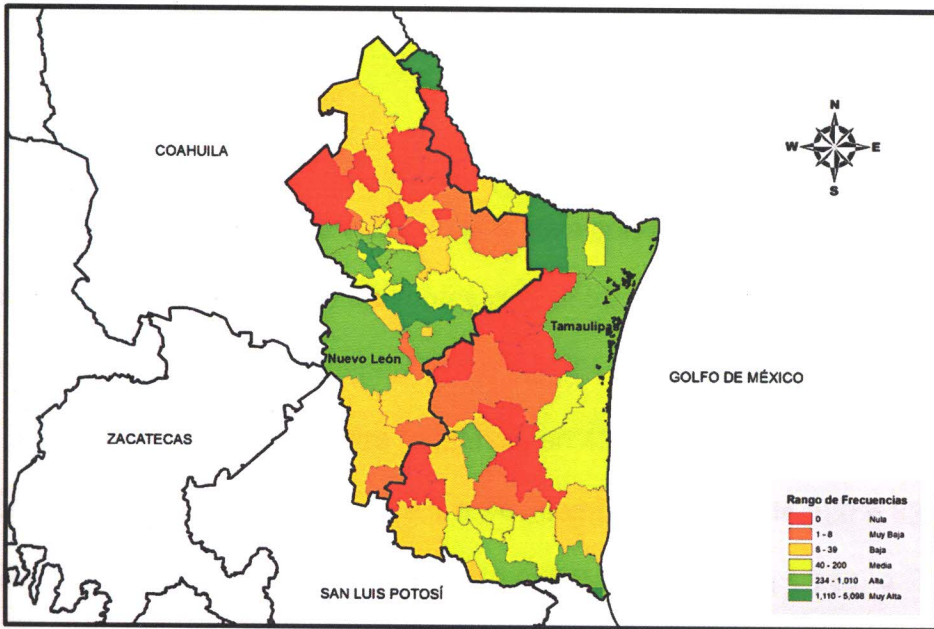 COAHUILA
N
W E
S
Tamaulipas
Nuevo León
GOLFO DE MÉXICO
ZACATECAS
SAN LUIS POTOSÍ
Rango de Frecuencias
0 Nula
1 - 8 Muy Baja
8 - 39 Baja
40 - 200 Media
234 - 1,010 Alta
1,110 - 5,098 Muy Alta